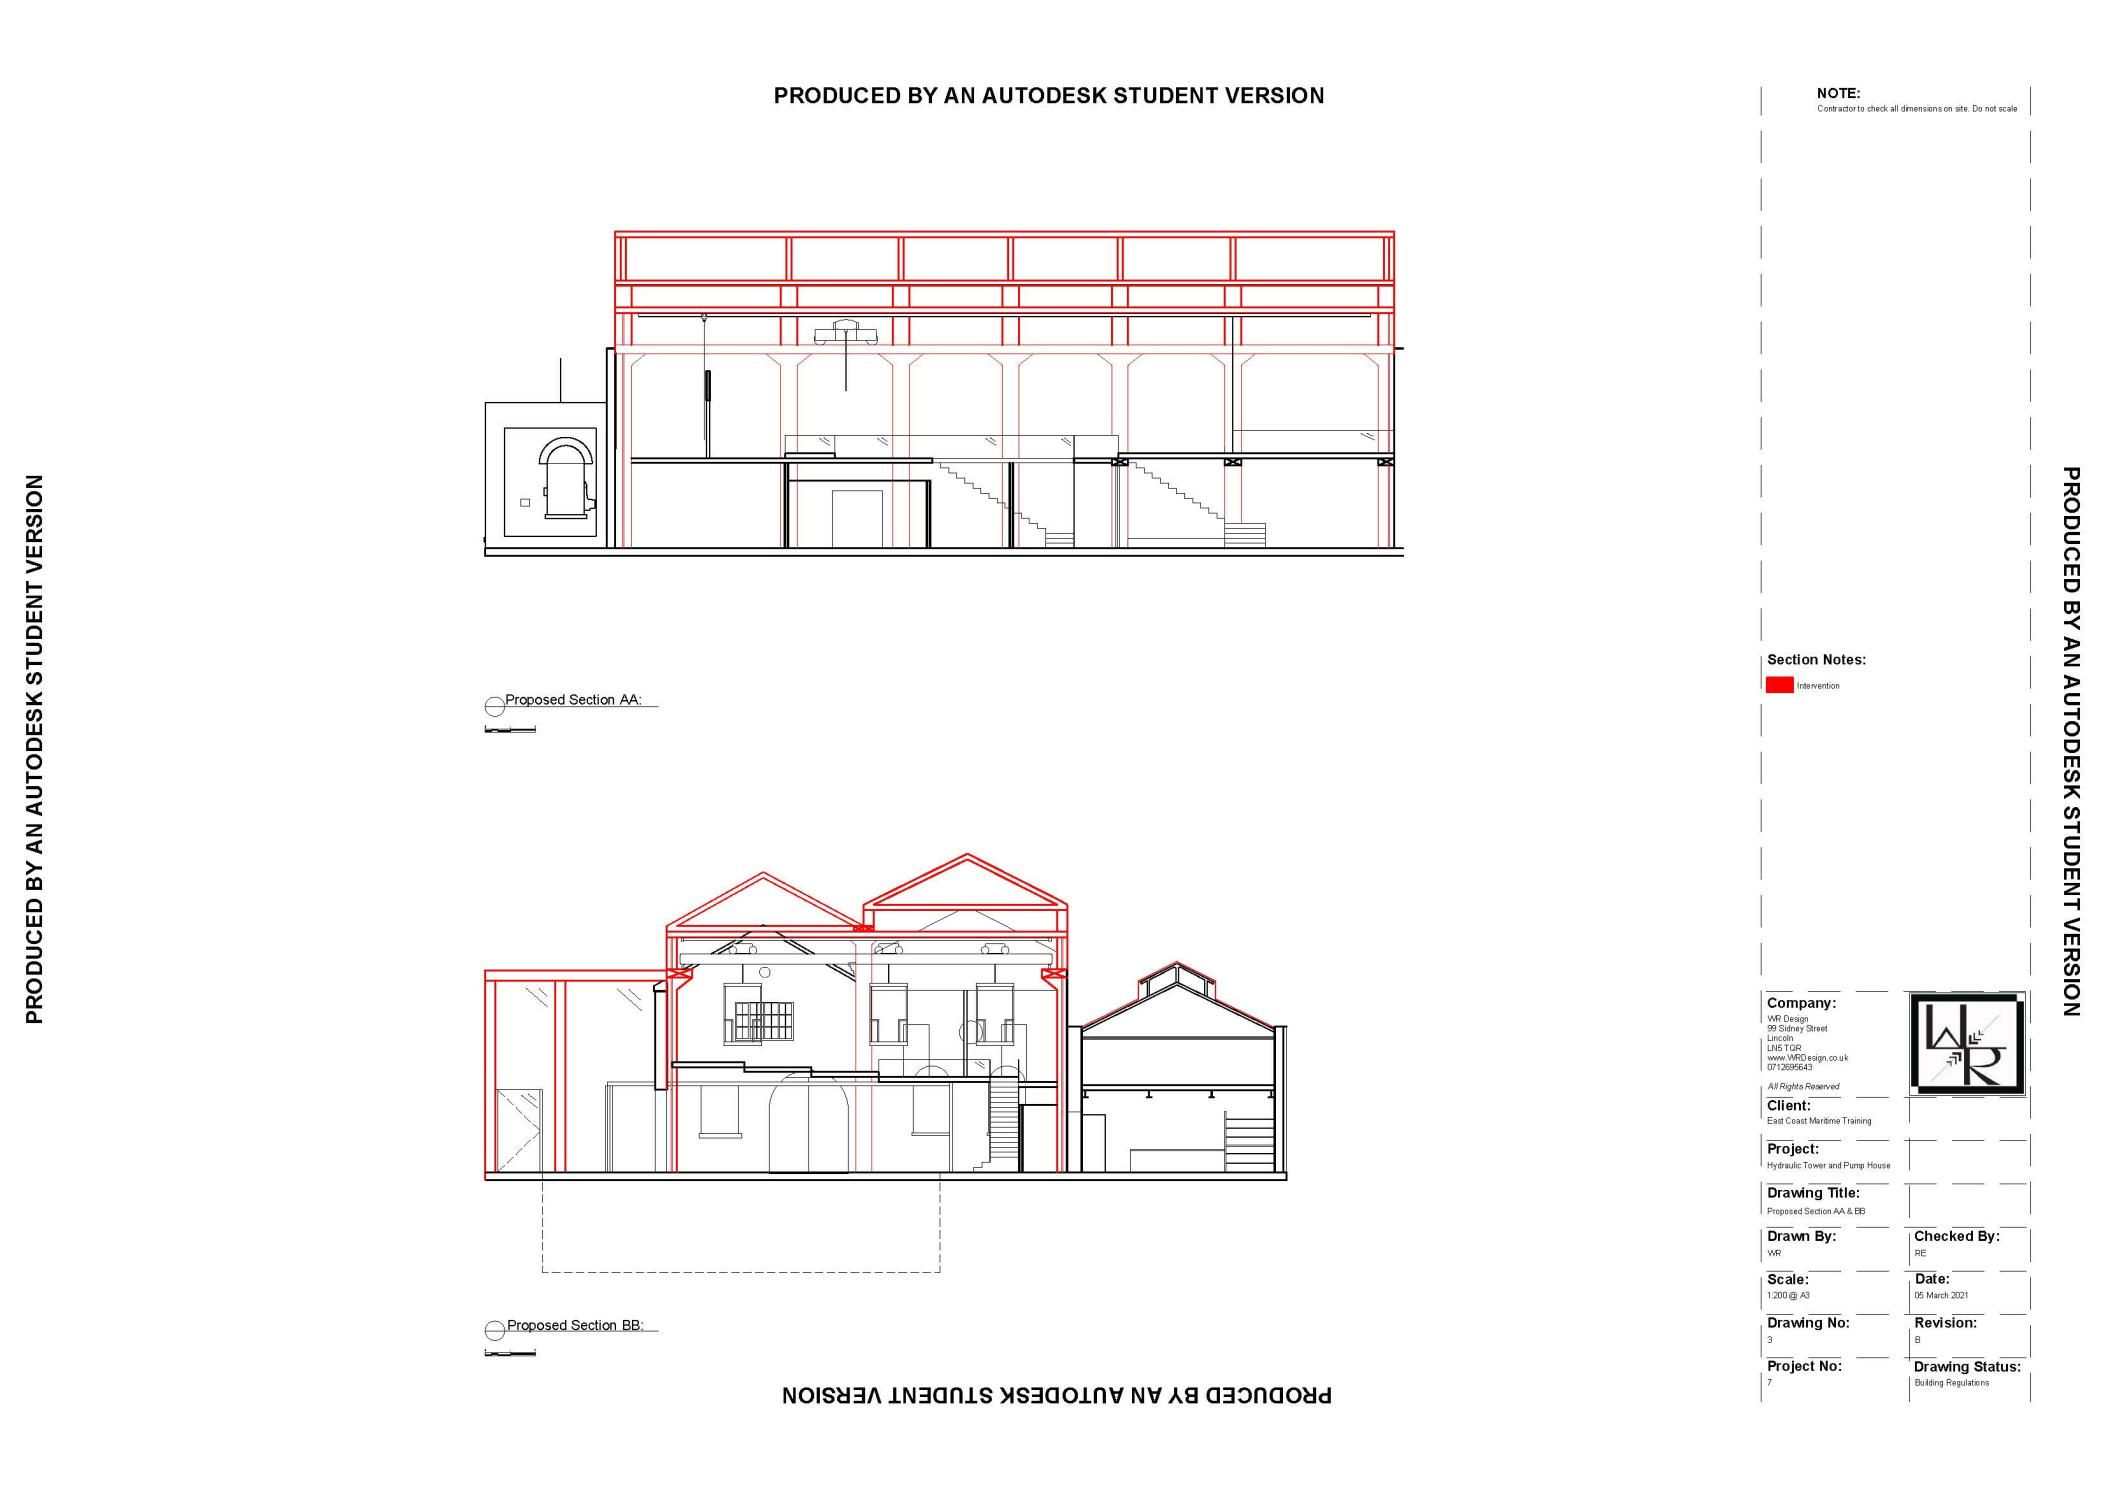 PRODUCED BY AN AUTODESK STUDENT VERSION
PRODUCED BY AN AUTODESK STUDENT VERSION
PRODUCED BY AN AUTODESK STUDENT VERSION
PRODUCED BY AN AUTODESK STUDENT VERSION
Proposed Section AA:
Proposed Section BB:
NOTE:
Contractor to check all dimensions on site. Do not scale
Section Notes:
Intervention
Company:
WR Design
99 Sidney Street
Lincoln
LN5 TQR
www.WRDesign.co.uk
0712695643
All Rights Reserved
WR
Client:
East Coast Maritime Training
Project:
Hydraulic Tower and Pump House
Drawing Title:
Proposed Section AA & BB
Drawn By:
WR
Checked By:
RE
Scale:
1:200 @ A3
Date:
05 March 2021
Drawing No:
3
Revision:
B
Project No:
7
Drawing Status:
Building Regulations